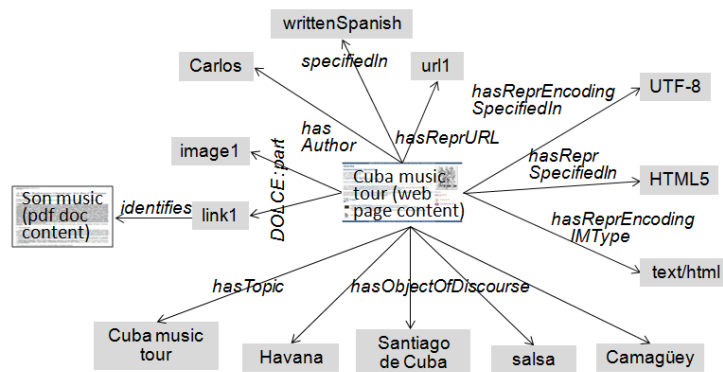 writtenSpanish
specifiedIn
Carlos
url1
hasReprEncoding
SpecifiedIn
UTF-8
has
Author
hasReprURL
image1
DOLCE:part
Cuba music
tour (web
page content)
hasRepr
SpecifiedIn
HTML5
Son music
(pdf doc
content)
identifies
link1
hasReprEncoding
IMType
text/html
hasTopic
hasObjectOfDiscourse
Cuba music
tour
Havana
Santiago
de Cuba
salsa
Camagüey